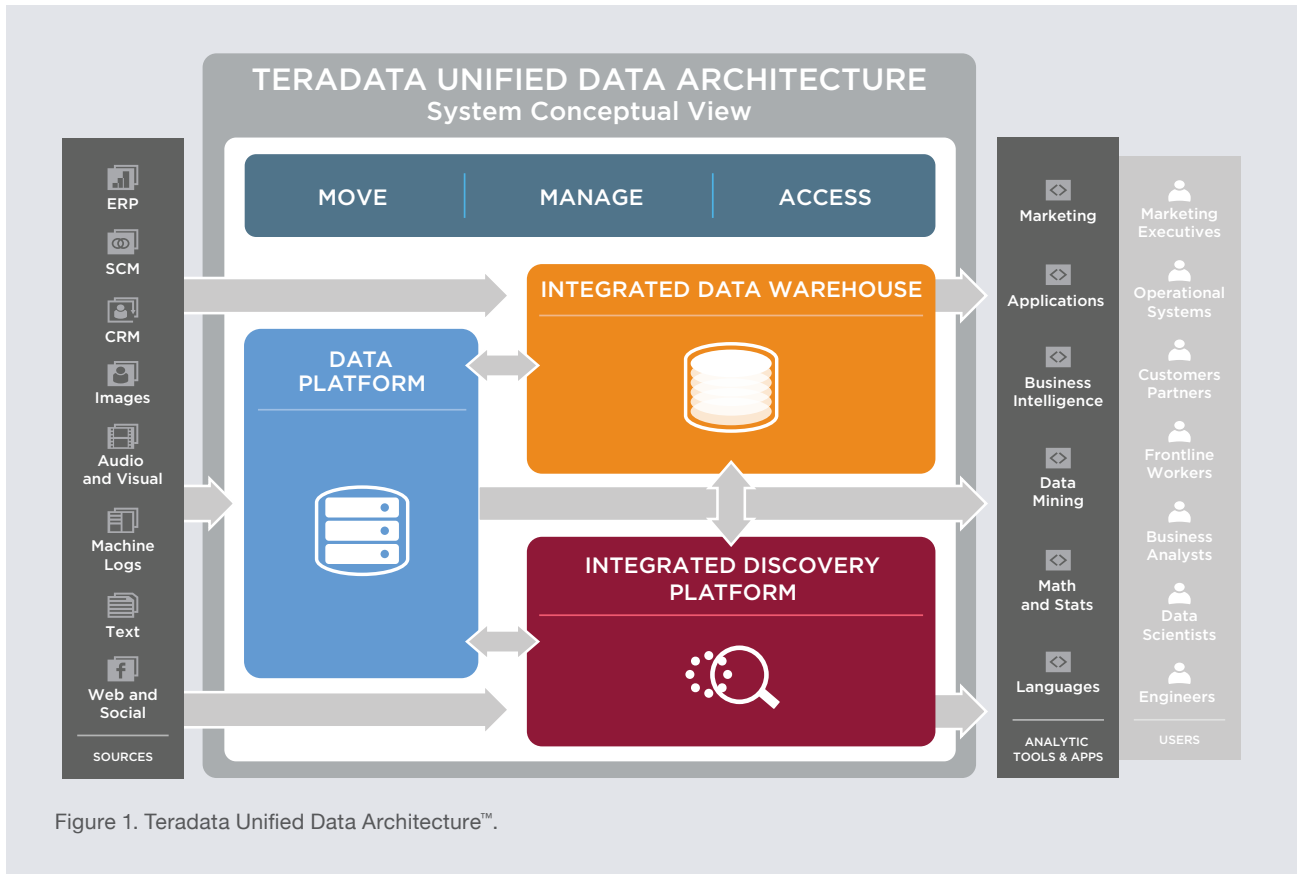 TERADATA UNIFIED DATA ARCHITECTURE
System Conceptual View
ERP
SCM
CRM
Images
Audio
and Visual
Machine
Logs
Text
f
Web and
Social
SOURCES
MOVE
MANAGE
ACCESS
DATA
PLATFORM
INTEGRATED DATA WAREHOUSE
INTEGRATED DISCOVERY
PLATFORM
<>
Marketing
<>
Applications
<>
Business
Intelligence
<>
Data
Mining
<>
Math
and Stats
<>
Languages
ANALYTIC
TOOLS & APPS
Marketing
Executives
Operational
Systems
Customers
Partners
Frontline
Workers
Business
Analysts
Data
Scientists
Engineers
USERS
Figure 1. Teradata Unified Data Architecture™.